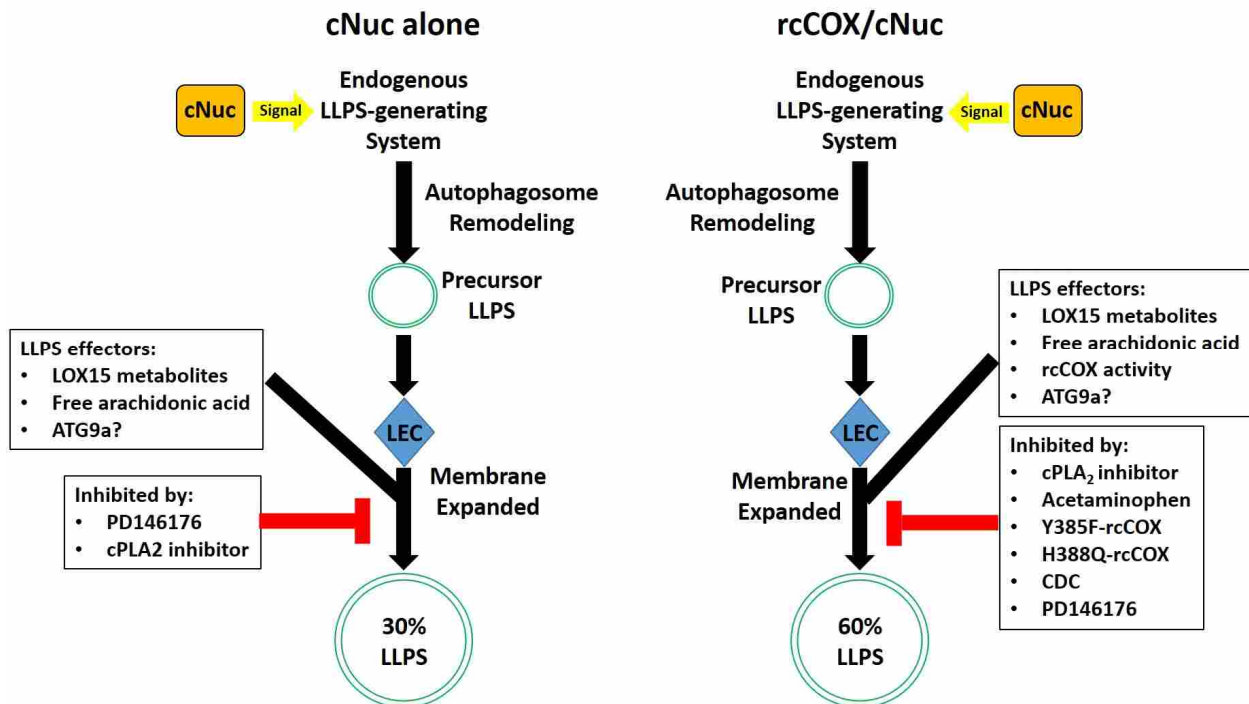 cNuc alone
cNuc
Signal
Endogenous
LLPS-generating
System
Autophagosome
Remodeling
Precursor
LLPS
LLPS effectors:
• LOX15 metabolites
• Free arachidonic acid
• ATG9a?
LEC
Membrane
Expanded
Inhibited by:
• PD146176
• cPLA2 inhibitor
30%
LLPS
rcCOX/cNuc
Endogenous
LLPS-generating
System
Signal
cNuc
Autophagosome
Remodeling
Precursor
LLPS
LLPS effectors:
• LOX15 metabolites
• Free arachidonic acid
• rcCOX activity
• ATG9a?
LEC
Membrane
Expanded
Inhibited by:
• cPLA₂ inhibitor
• Acetaminophen
• Y385F-rcCOX
• H388Q-rcCOX
• CDC
• PD146176
60%
LLPS